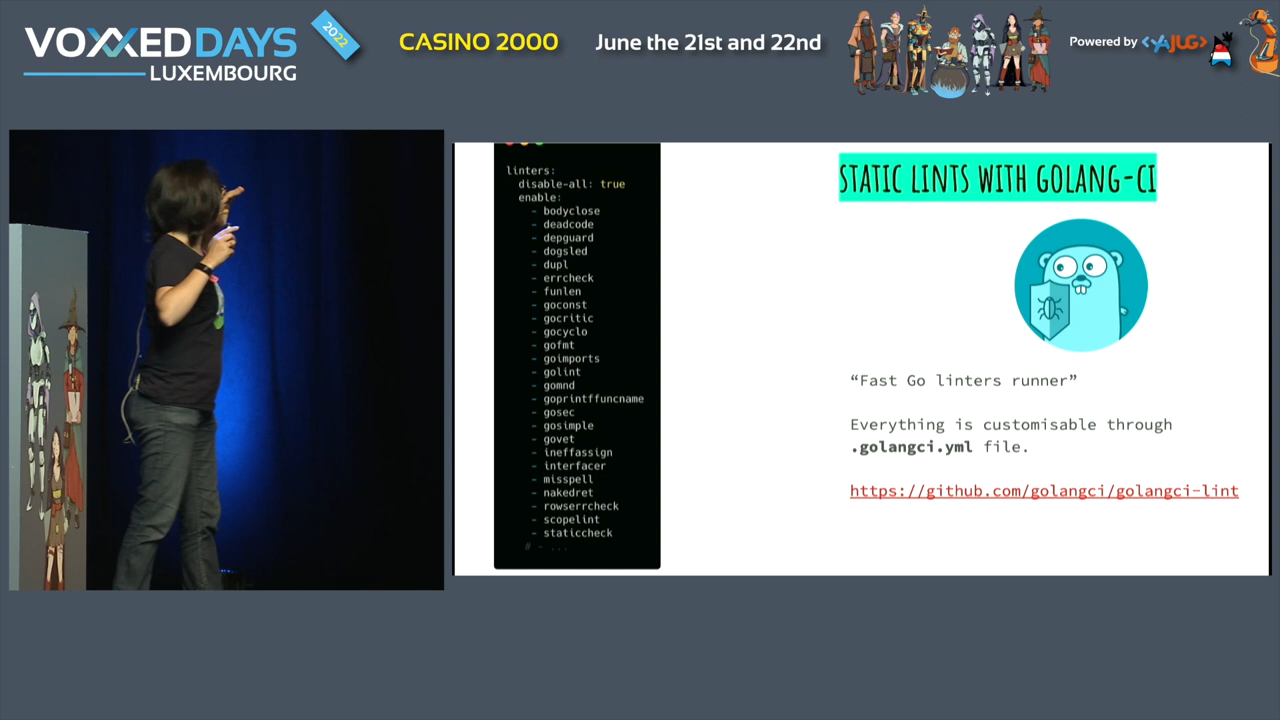 VOXXEDDAYS
LUXEMBOURG
2022
CASINO 2000
June the 21st and 22nd
Powered by <YAJUG>
linters:
disable-all: true
enable:
- bodyclose
- deadcode
- depguard
- dogsled
- dupl
- errcheck
- funlen
- goconst
- gocritic
- gocyclo
- gofmt
- goimports
- golint
- gomnd
- goprintffuncname
- gosec
- gosimple
- govet
- ineffassign
- interfacer
- misspell
- nakedret
- rowserrcheck
- scopelint
- staticcheck
# - ...
STATIC LINTS WITH GOLANG-CI
“Fast Go linters runner”
Everything is customisable through
.golangci.yml file.
https://github.com/golangci/golangci-lint